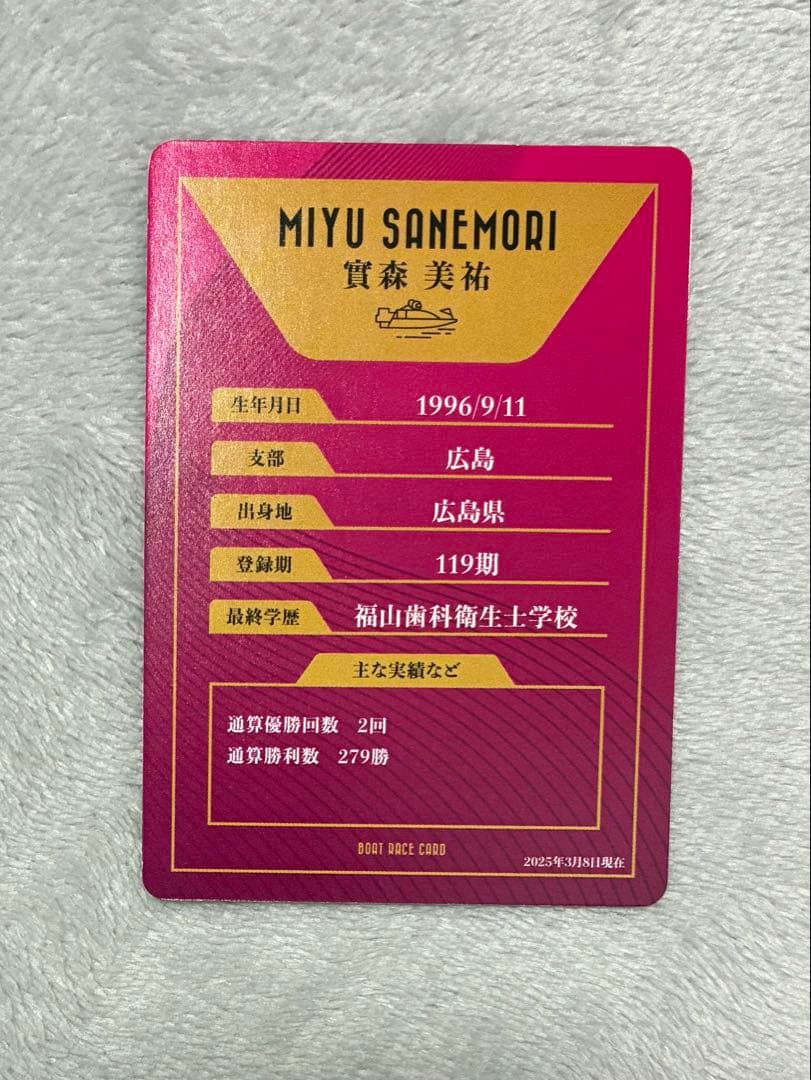 MIYU SANEMORI
實森 美祐
生年月日 1996/9/11
支部 広島
出身地 広島県
登録期 119期
最終学歴 福山歯科衛生士学校
主な実績など
通算優勝回数 2回
通算勝利数 279勝
BOAT RACE CARD
2025年3月8日現在